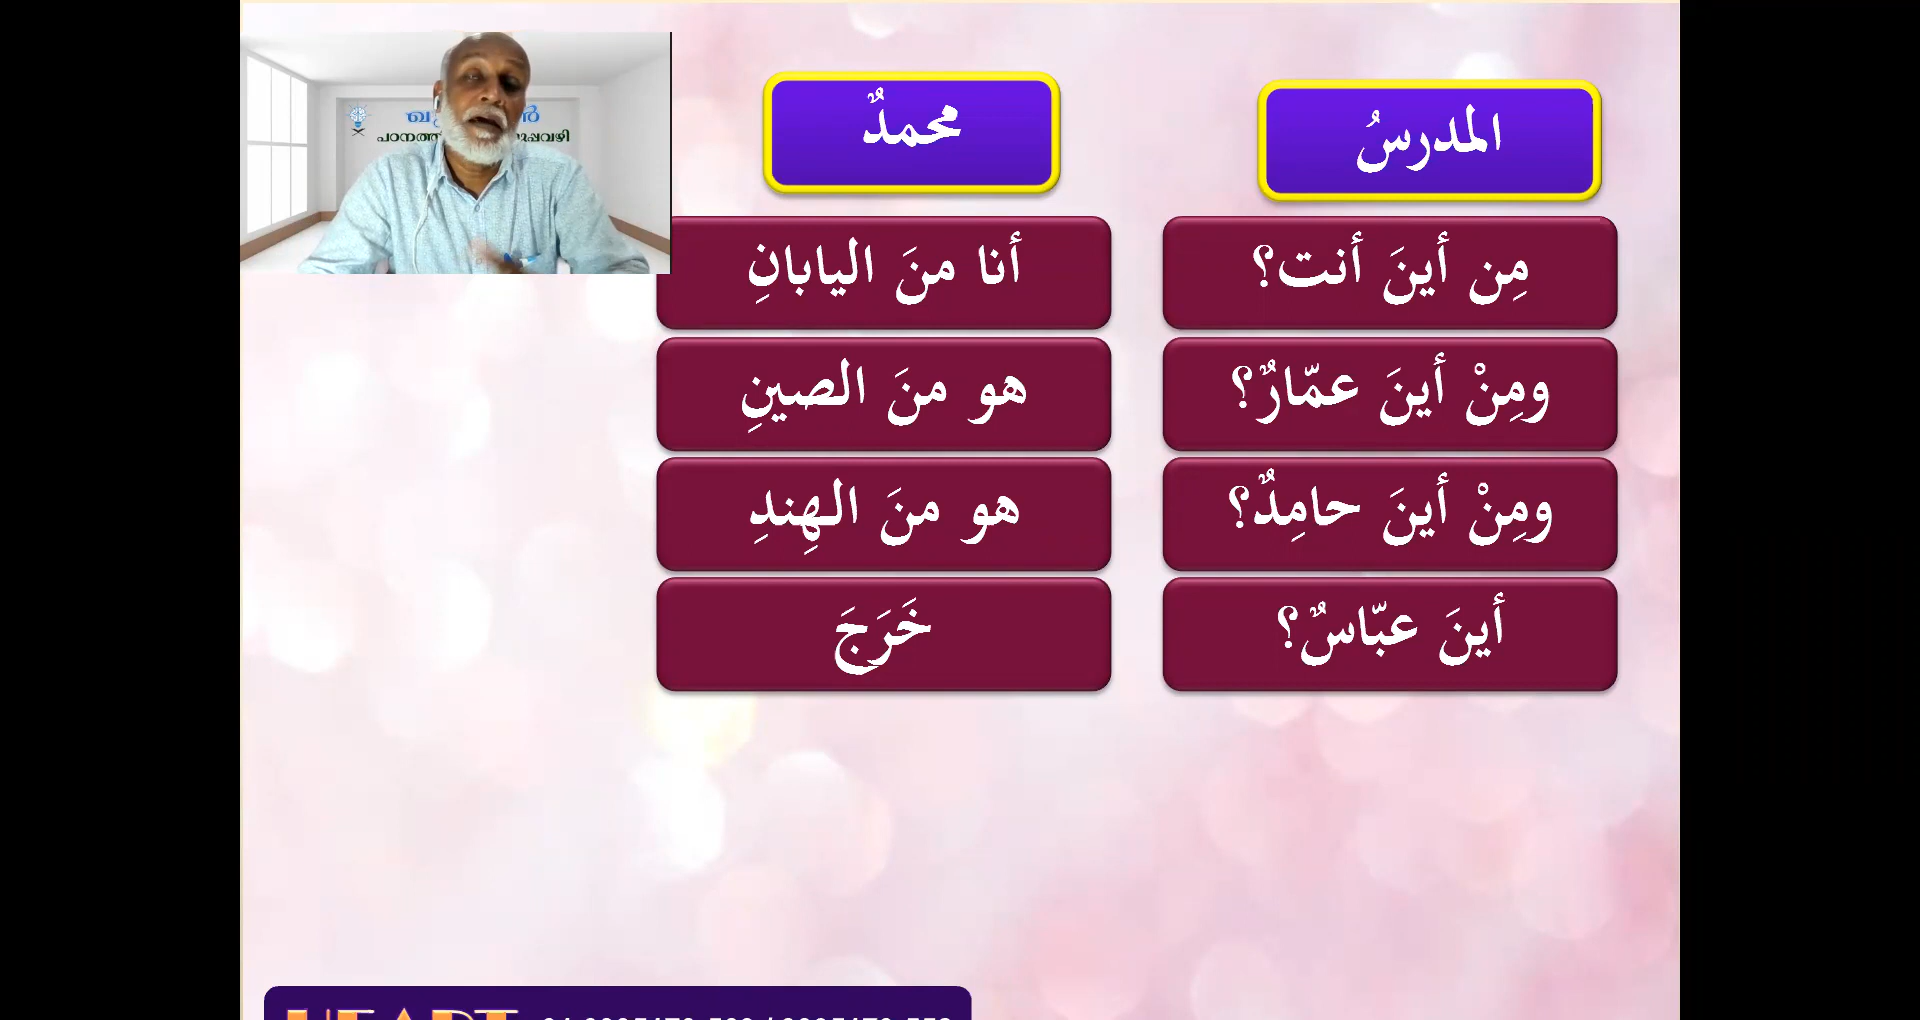 المدرسُ
محمدٌ
مِن أينَ أنت؟
أنا منَ اليابانِ
ومِنْ أينَ عمّارٌ؟
هو منَ الصينِ
ومِنْ أينَ حامِدٌ؟
هو منَ الهِندِ
أينَ عبّاسٌ؟
خَرَجَ
HEART